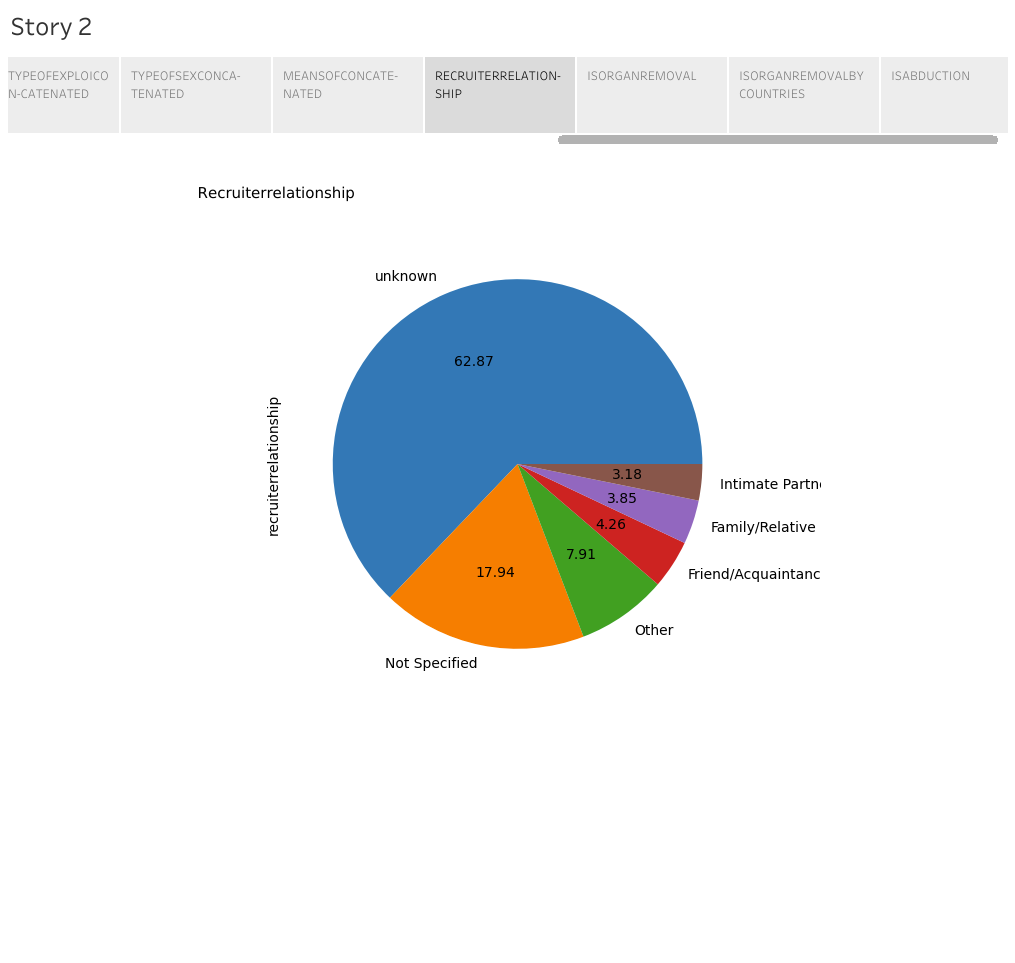 Story 2
TYPEOFEXPLOICO
N-CATENATED
TYPEOFSEXCONCA-
TENATED
MEANSOFCONCATE-
NATED
RECRUITERRELATION-
SHIP
ISORGANREMOVAL
ISORGANREMOVALBY
COUNTRIES
ISABDUCTION
Recruiterrelationship
unknown
62.87
recruiterrelationship
3.18
Intimate Partn
3.85
Family/Relative
4.26
Friend/Acquaintanc
7.91
Other
17.94
Not Specified